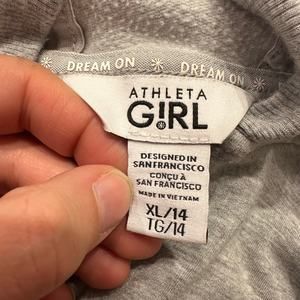 DREAM ON ✳ DREAM ON ✳
ATHLETA
GIRL
DESIGNED IN
SAN FRANCISCO
CONÇU À
SAN FRANCISCO
MADE IN VIETNAM
XL/14
TG/14